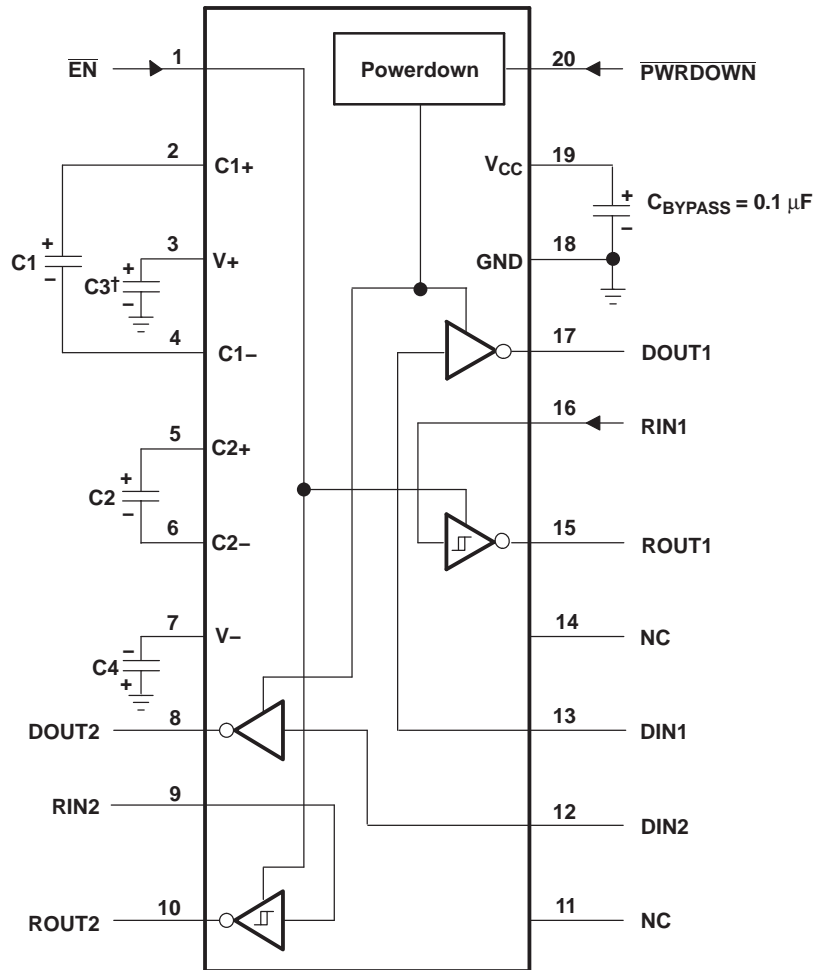 EN 1
Powerdown
20 PWRDOWN
2 C1+
VCC 19
+
CBYPASS = 0.1 μF
−
3 V+
+
C1
−
+
C3†
−
18 GND
4 C1−
17 DOUT1
16 RIN1
5 C2+
+
C2
−
6 C2−
15 ROUT1
7 V−
14 NC
−
C4
+
DOUT2 8
13 DIN1
RIN2 9
12 DIN2
ROUT2 10
11 NC